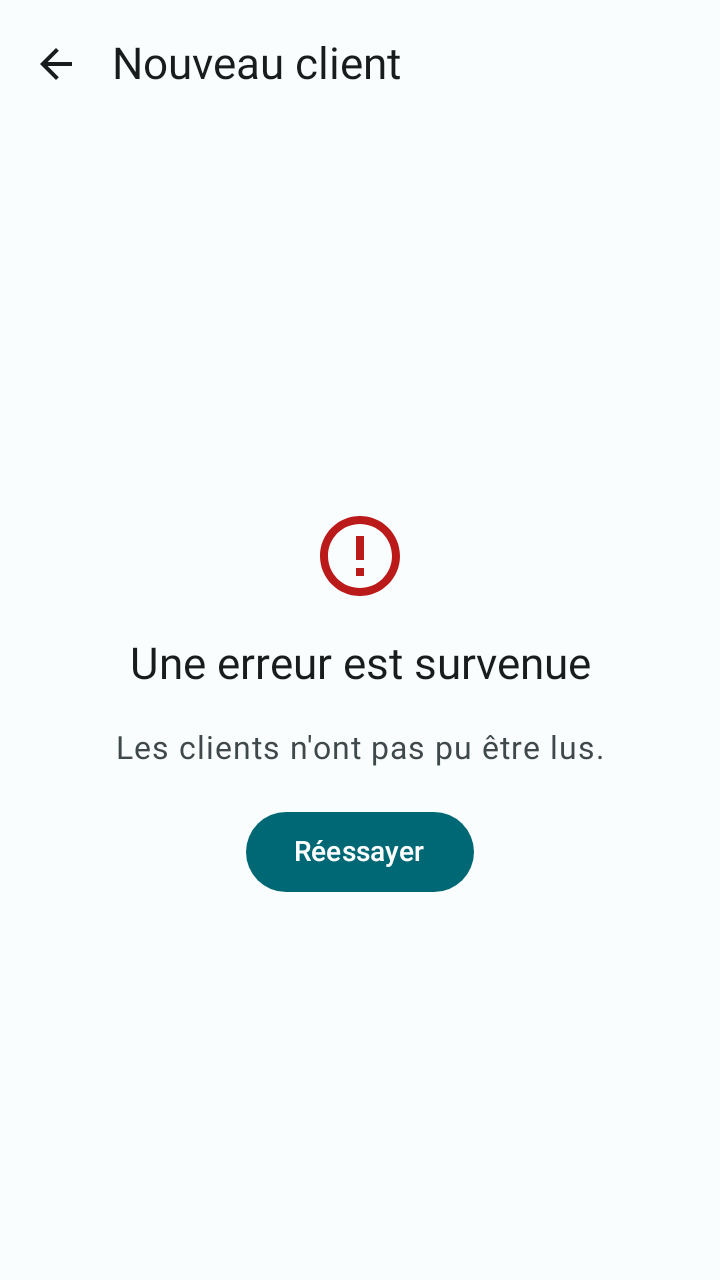 Nouveau client
Une erreur est survenue
Les clients n'ont pas pu être lus.
Réessayer